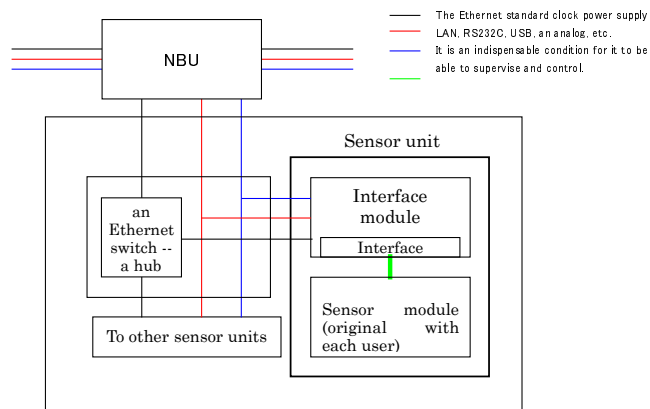 The Ethernet standard clock power supply
LAN, RS232C, USB, an analog, etc.
It is an indispensable condition for it to be
able to supervise and control.
NBU
Sensor unit
Interface
module
an
Ethernet
switch --
a hub
Interface
Sensor module
(original with
each user)
To other sensor units